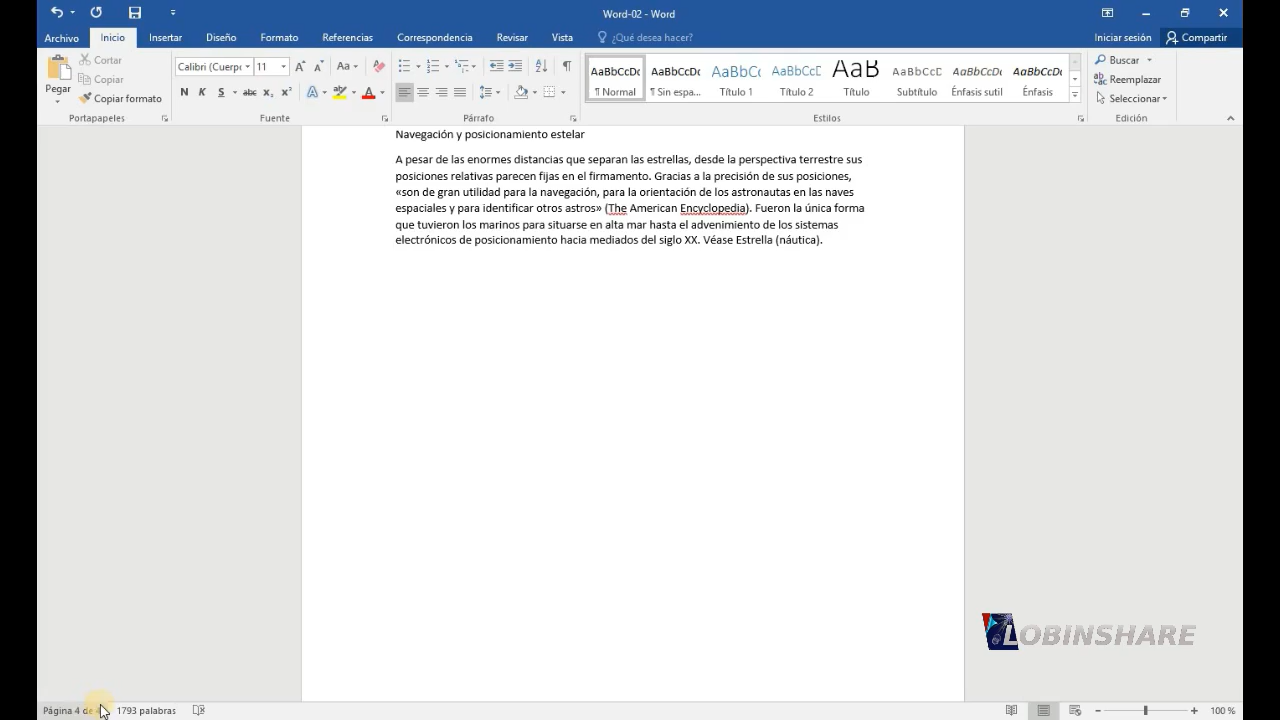 Word-02 - Word
Archivo Inicio Insertar Diseño Formato Referencias Correspondencia Revisar Vista ¿Qué desea hacer? Iniciar sesión Compartir
Pegar
Cortar
Copiar
Copiar formato
Portapapeles
Calibri (Cuerpo 11 Aa
N K S abc x₂ x² A A
Fuente
Párrafo
AaBbCcDc AaBbCcDc AaBbCc AaBbCcD AaB AaBbCcD AaBbCcDc AaBbCcDc
¶ Normal ¶ Sin espa... Título 1 Título 2 Título Subtítulo Énfasis sutil Énfasis
Estilos
Buscar
Reemplazar
Seleccionar
Edición
Navegación y posicionamiento estelar
A pesar de las enormes distancias que separan las estrellas, desde la perspectiva terrestre sus
posiciones relativas parecen fijas en el firmamento. Gracias a la precisión de sus posiciones,
«son de gran utilidad para la navegación, para la orientación de los astronautas en las naves
espaciales y para identificar otros astros» (The American Encyclopedia). Fueron la única forma
que tuvieron los marinos para situarse en alta mar hasta el advenimiento de los sistemas
electrónicos de posicionamiento hacia mediados del siglo XX. Véase Estrella (náutica).
LOBINSHARE
Página 4 de 1793 palabras 100 %